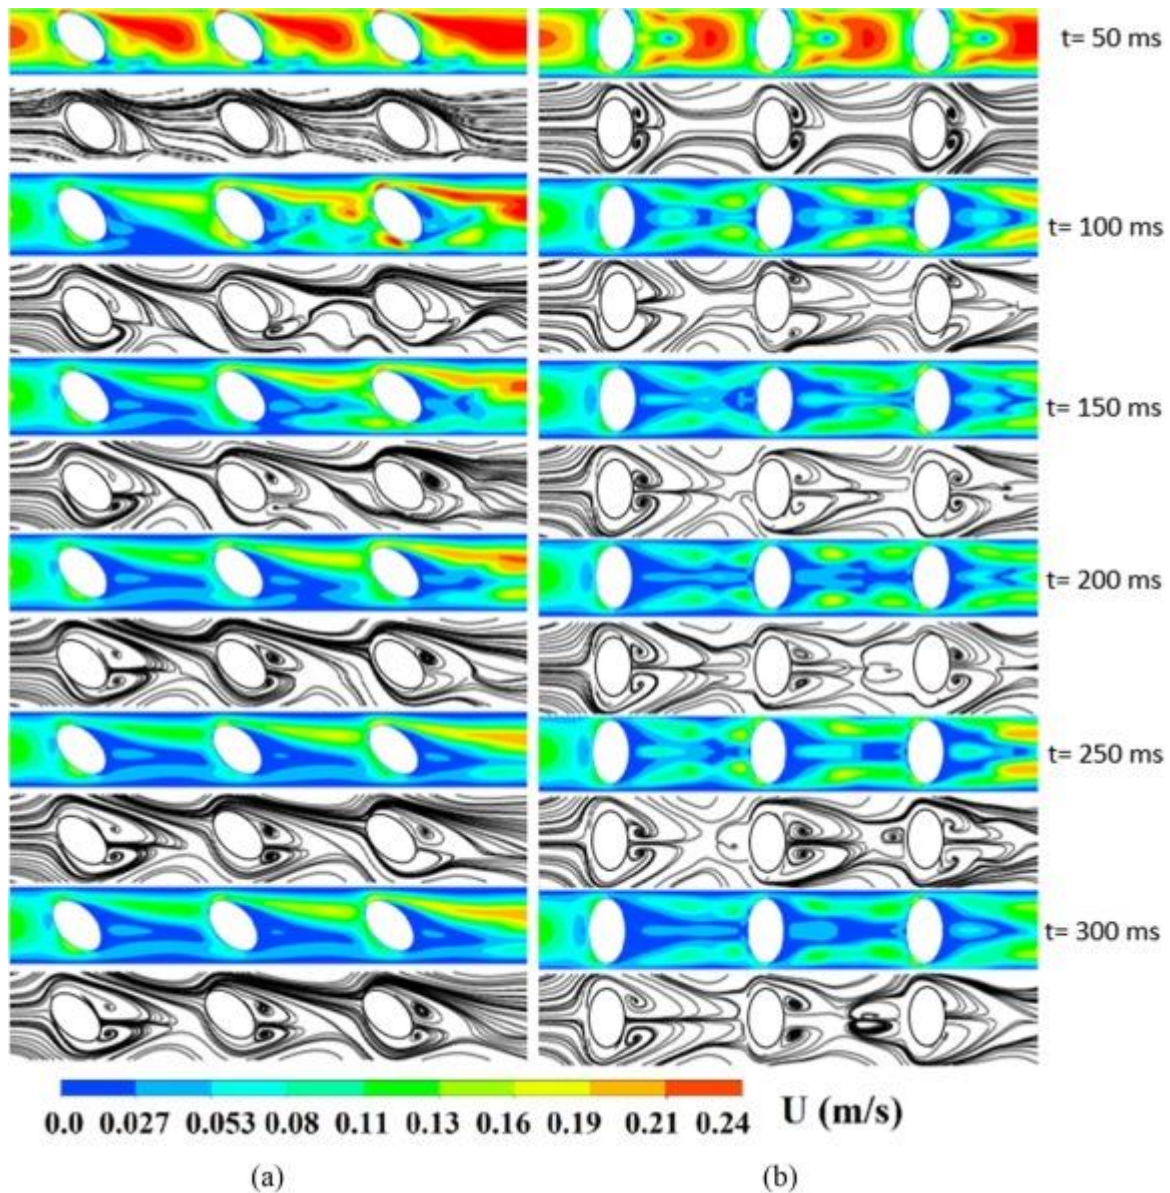 t= 50 ms
t= 100 ms
t= 150 ms
t= 200 ms
t= 250 ms
t= 300 ms
0.0 0.027 0.053 0.08 0.11 0.13 0.16 0.19 0.21 0.24 U (m/s)
(a) (b)